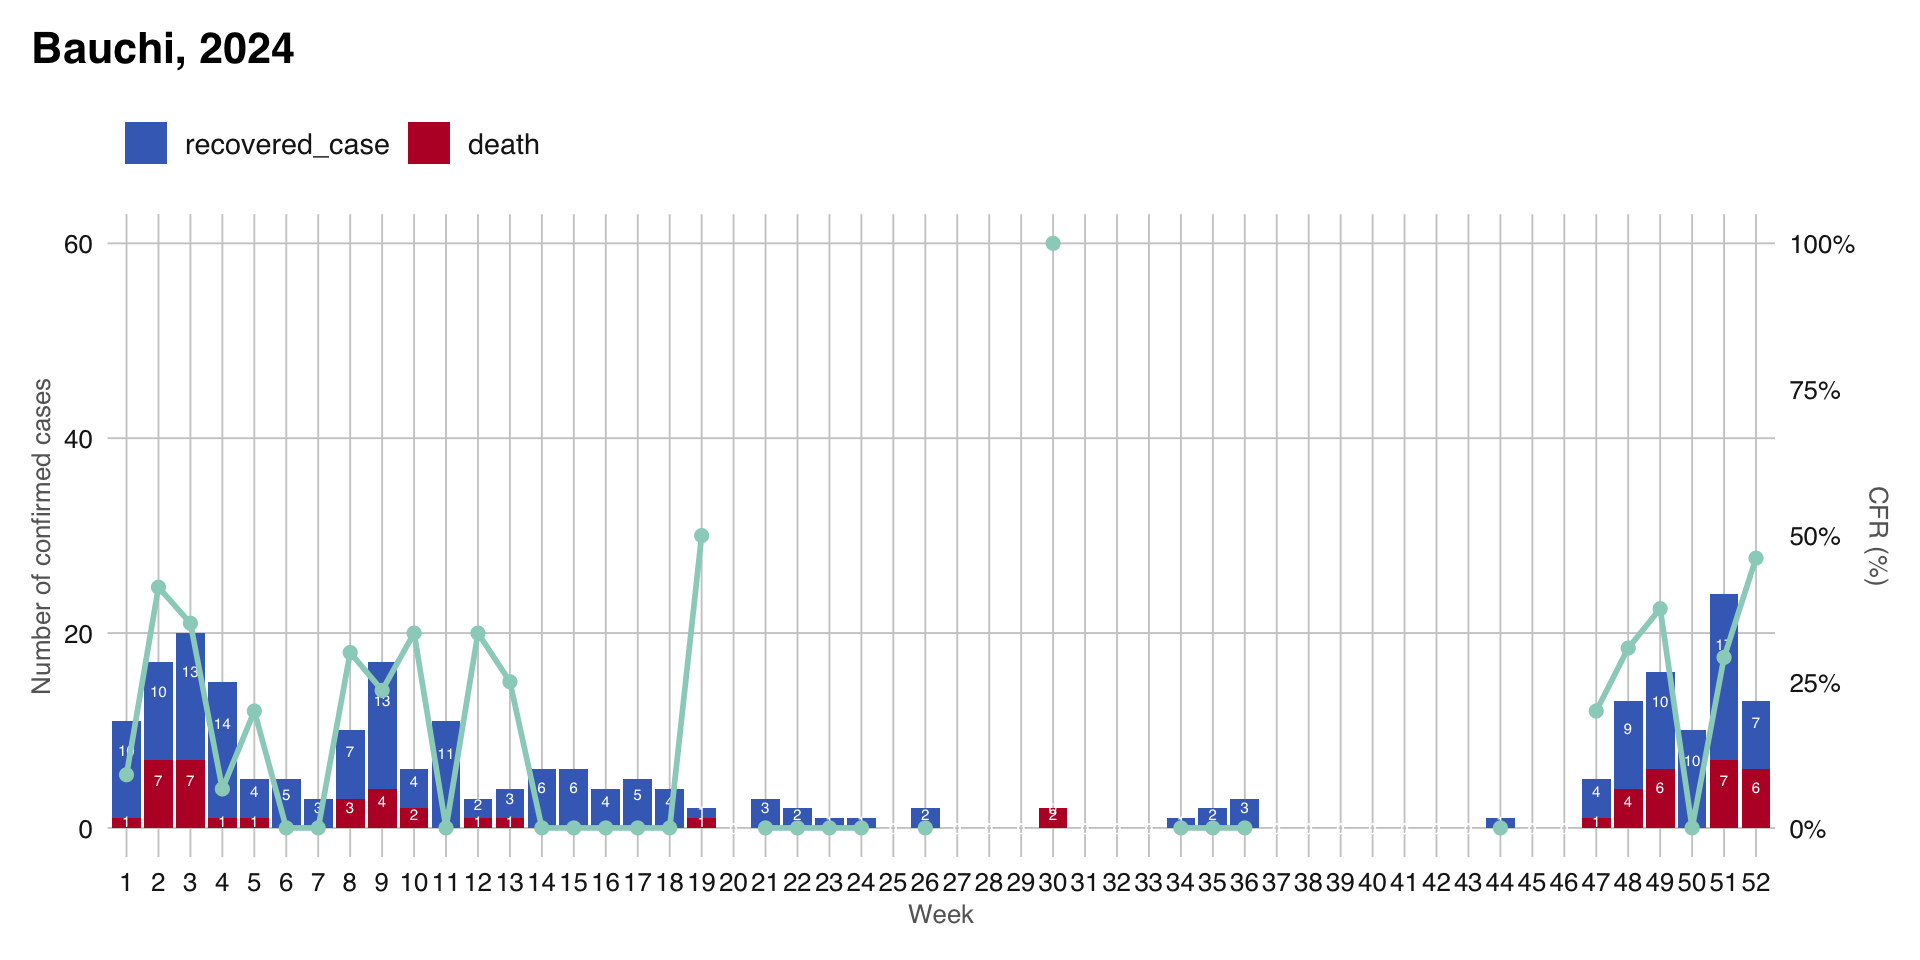 Bauchi, 2024
recovered_case death
60 100%
75%
40
50%
20
25%
0 0%
Number of confirmed cases
CFR (%)
10 13 14 4 5 3 7 13 4 11 2 3 6 6 4 5 4 3 2 2 2 3 4 9 10 10 17 7
1 7 7 1 1 3 4 2 1 1 1 2 1 4 6 7 6
1 2 3 4 5 6 7 8 9 10 11 12 13 14 15 16 17 18 19 20 21 22 23 24 25 26 27 28 29 30 31 32 33 34 35 36 37 38 39 40 41 42 43 44 45 46 47 48 49 50 51 52
Week